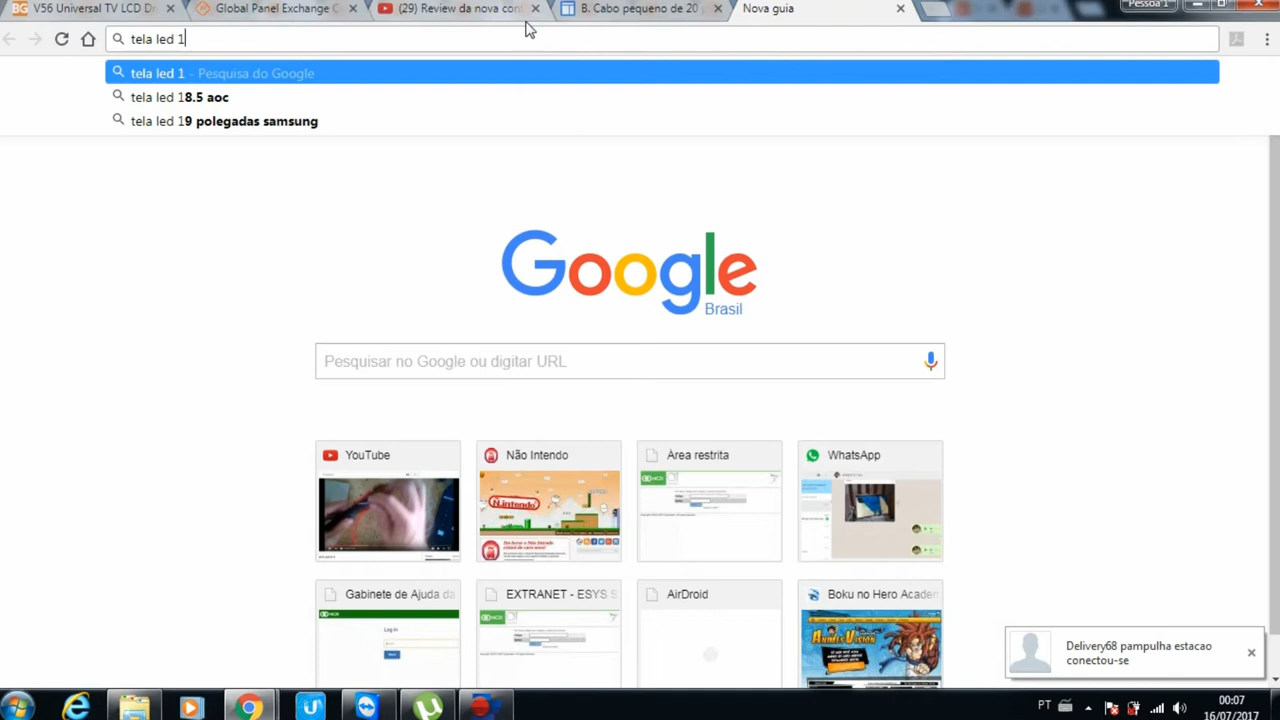 V56 Universal TV LCD Dri
Global Panel Exchange C
(29) Review da nova con
B. Cabo pequeno de 20
Nova guia
Pessoa 1
tela led 1
tela led 1 - Pesquisa do Google
tela led 18.5 aoc
tela led 19 polegadas samsung
Google
Brasil
Pesquisar no Google ou digitar URL
YouTube
Não Intendo
Área restrita
WhatsApp
Gabinete de Ajuda da
EXTRANET - ESYS S
AirDroid
Boku no Hero Acader
Delivery68 pampulha estacao
conectou-se
PT
00:07
16/07/2017